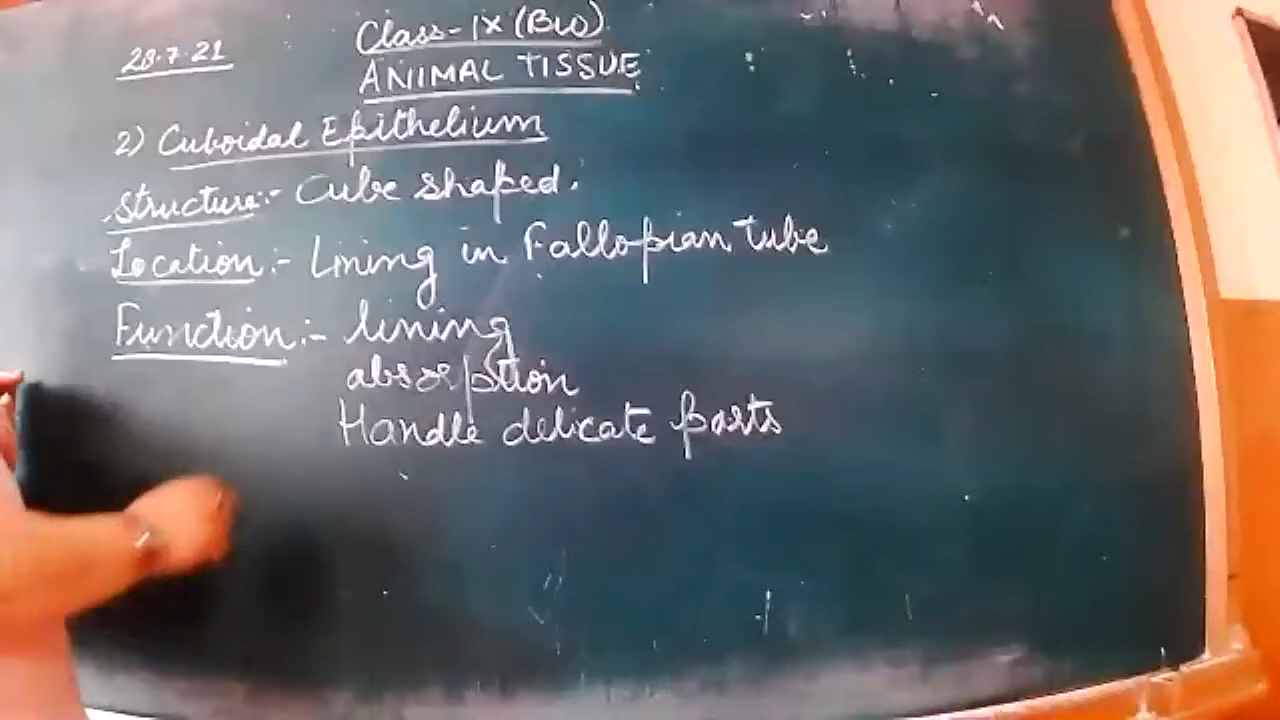 28.7.21
Class-IX (Bio)
ANIMAL TISSUE
2) Cuboidal Epithelium
Structure:- Cube shaped.
Location:- Lining in Fallopian tube
Function:- lining
absorption
Handle delicate parts